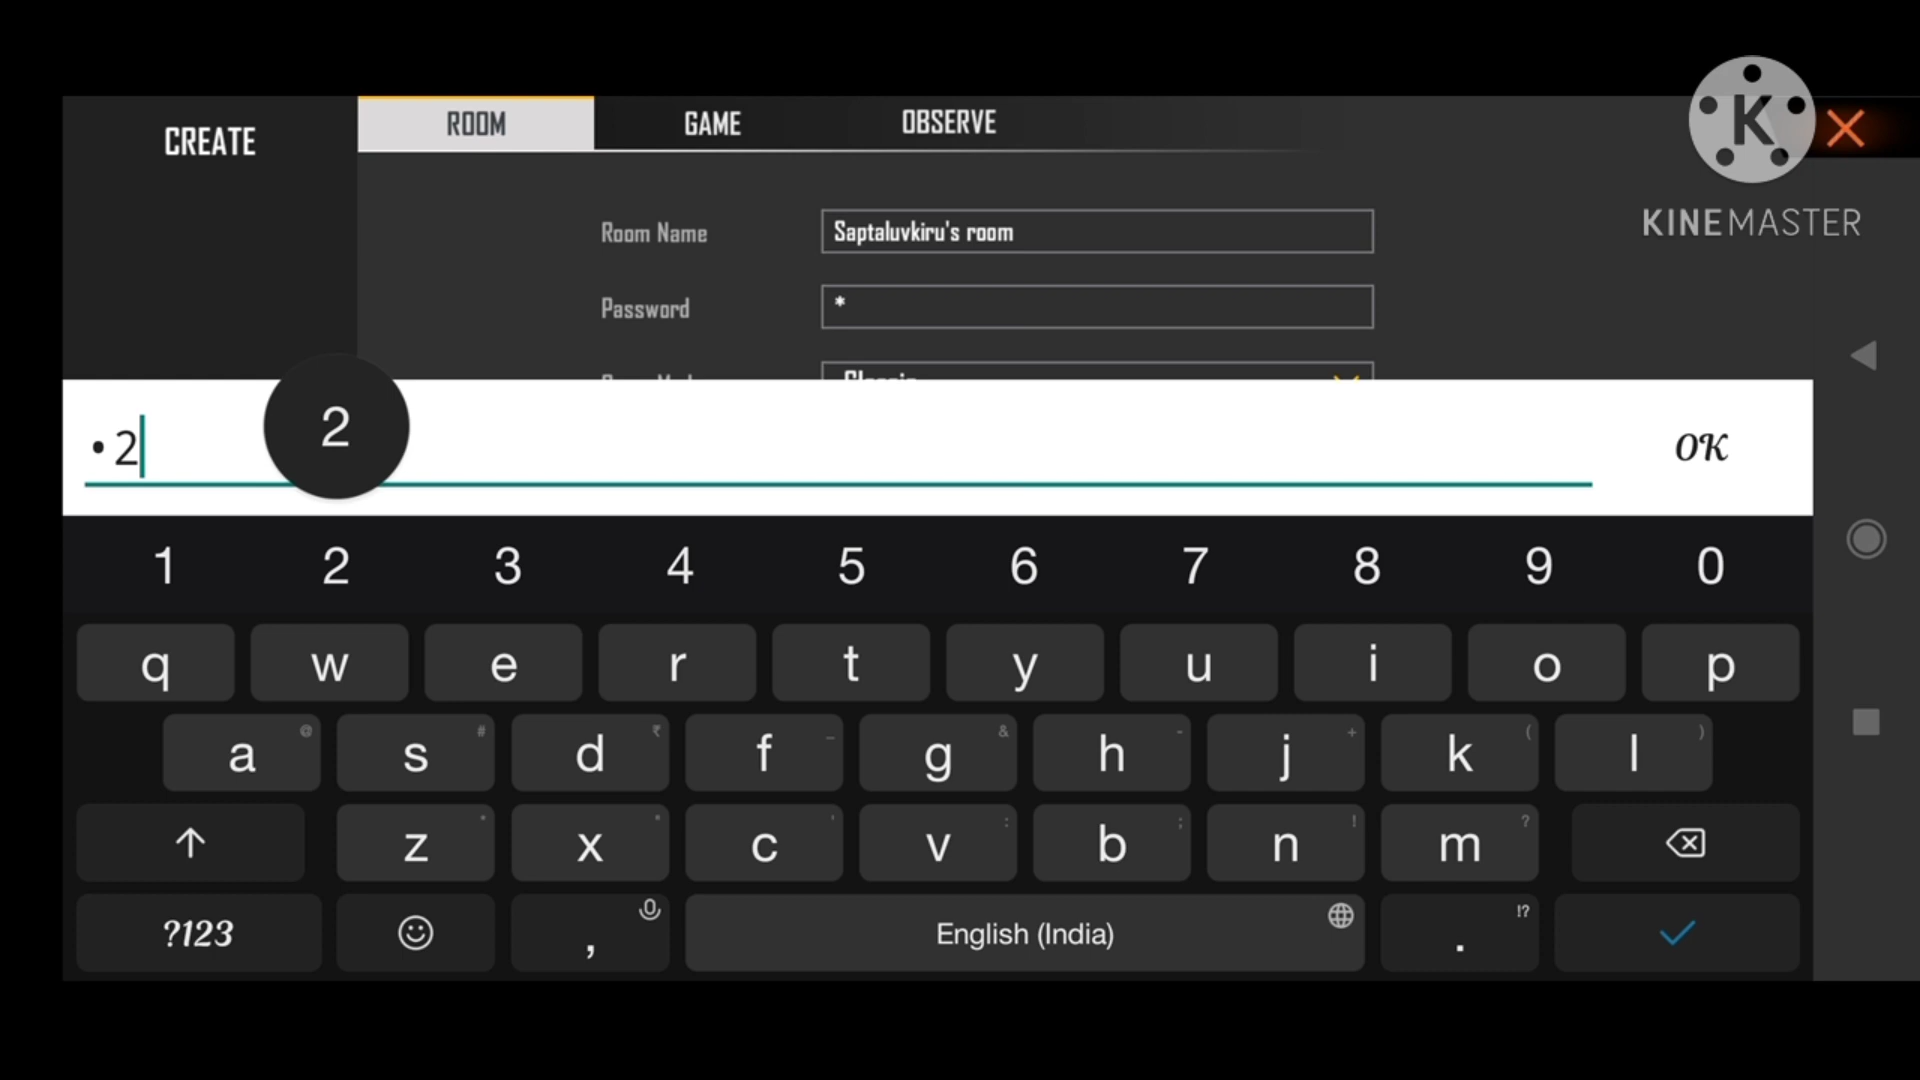 CREATE
ROOM GAME OBSERVE
KINEMASTER
Room Name Saptaluvkiru's room
Password *
Classic
•2
2
OK
1 2 3 4 5 6 7 8 9 0
q w e r t y u i o p
a @ s # d ₹ f _ g & h - j + k ( l )
z x c v : b ; n ! m ?
?123 , English (India) . !?